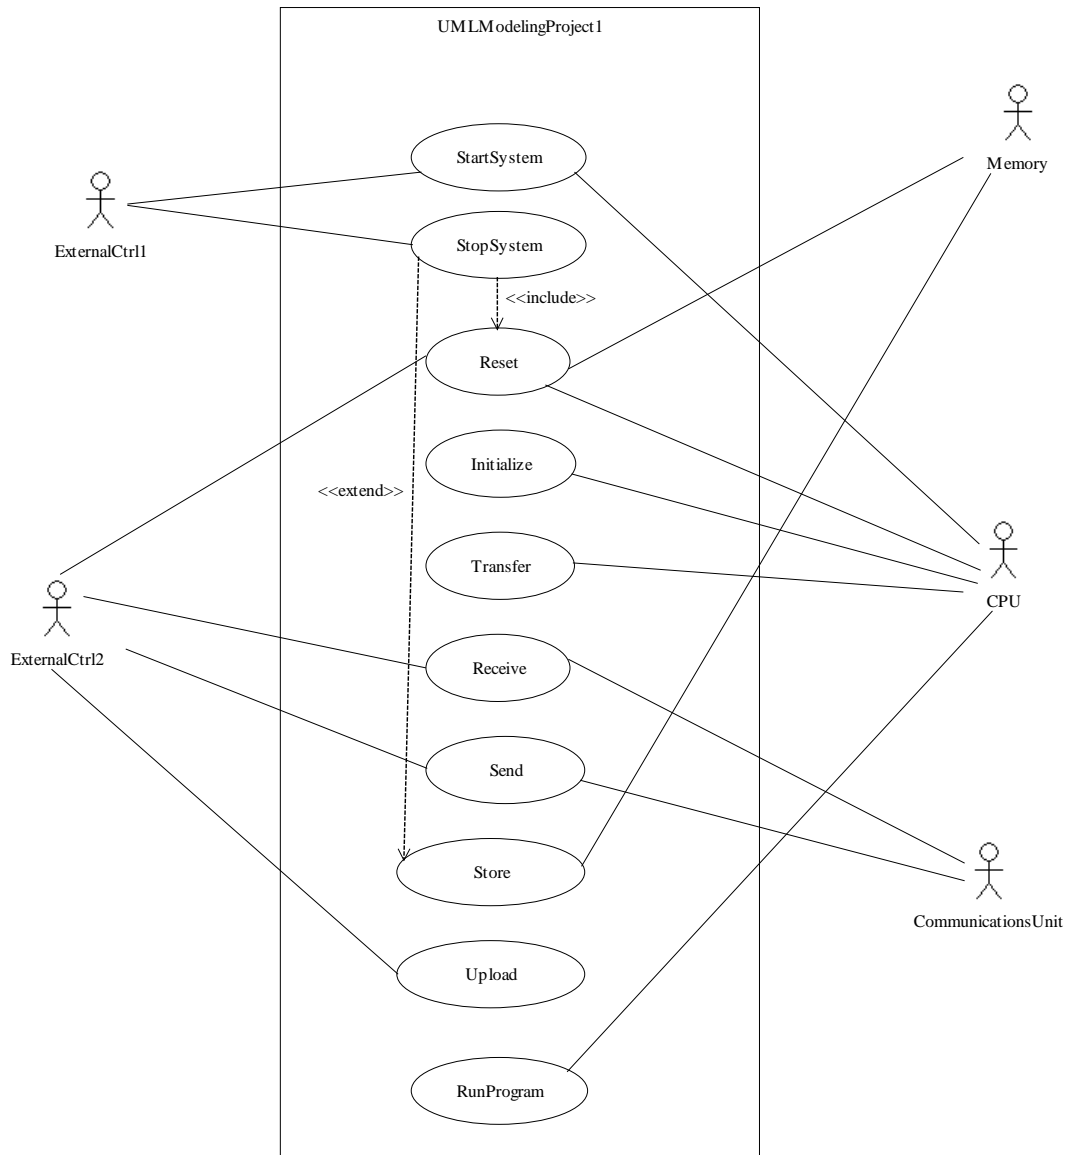 UMLModelingProject1
StartSystem
Memory
ExternalCtrl1
StopSystem
<<include>>
Reset
Initialize
<<extend>>
Transfer
CPU
ExternalCtrl2
Receive
Send
Store
CommunicationsUnit
Upload
RunProgram